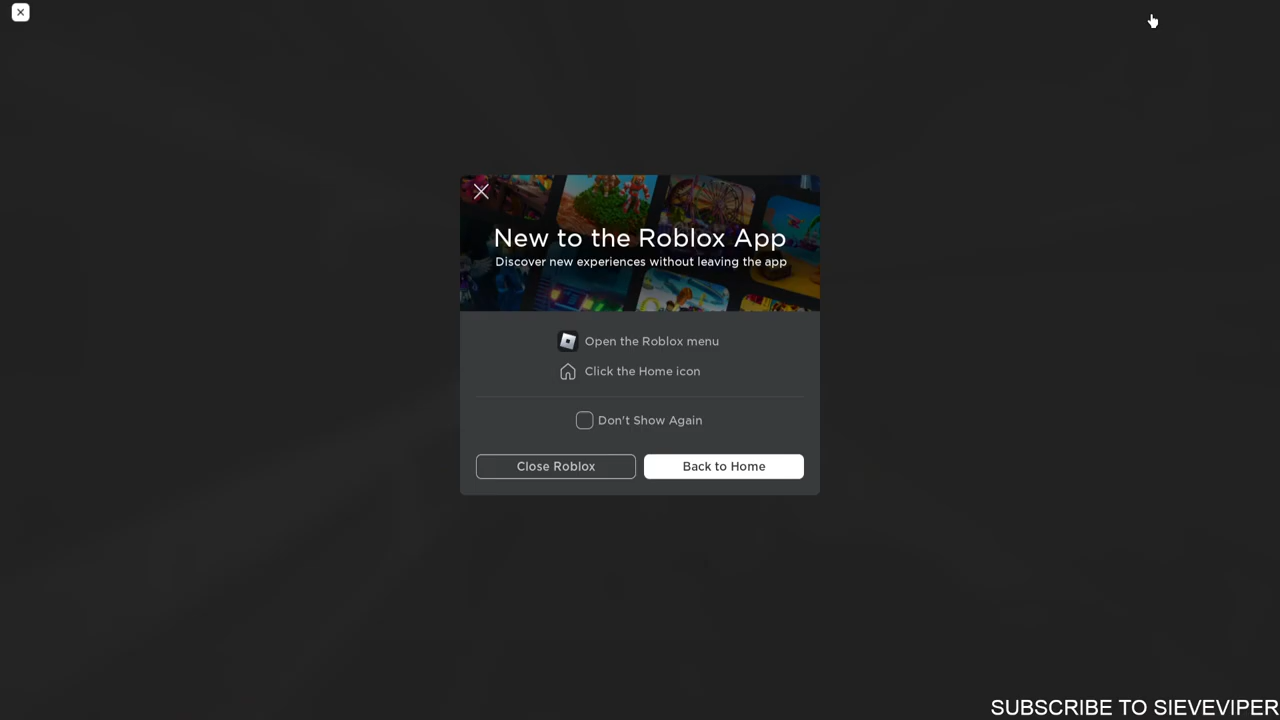 New to the Roblox App
Discover new experiences without leaving the app
Open the Roblox menu
Click the Home icon
Don't Show Again
Close Roblox
Back to Home
SUBSCRIBE TO SIEVEVIPER